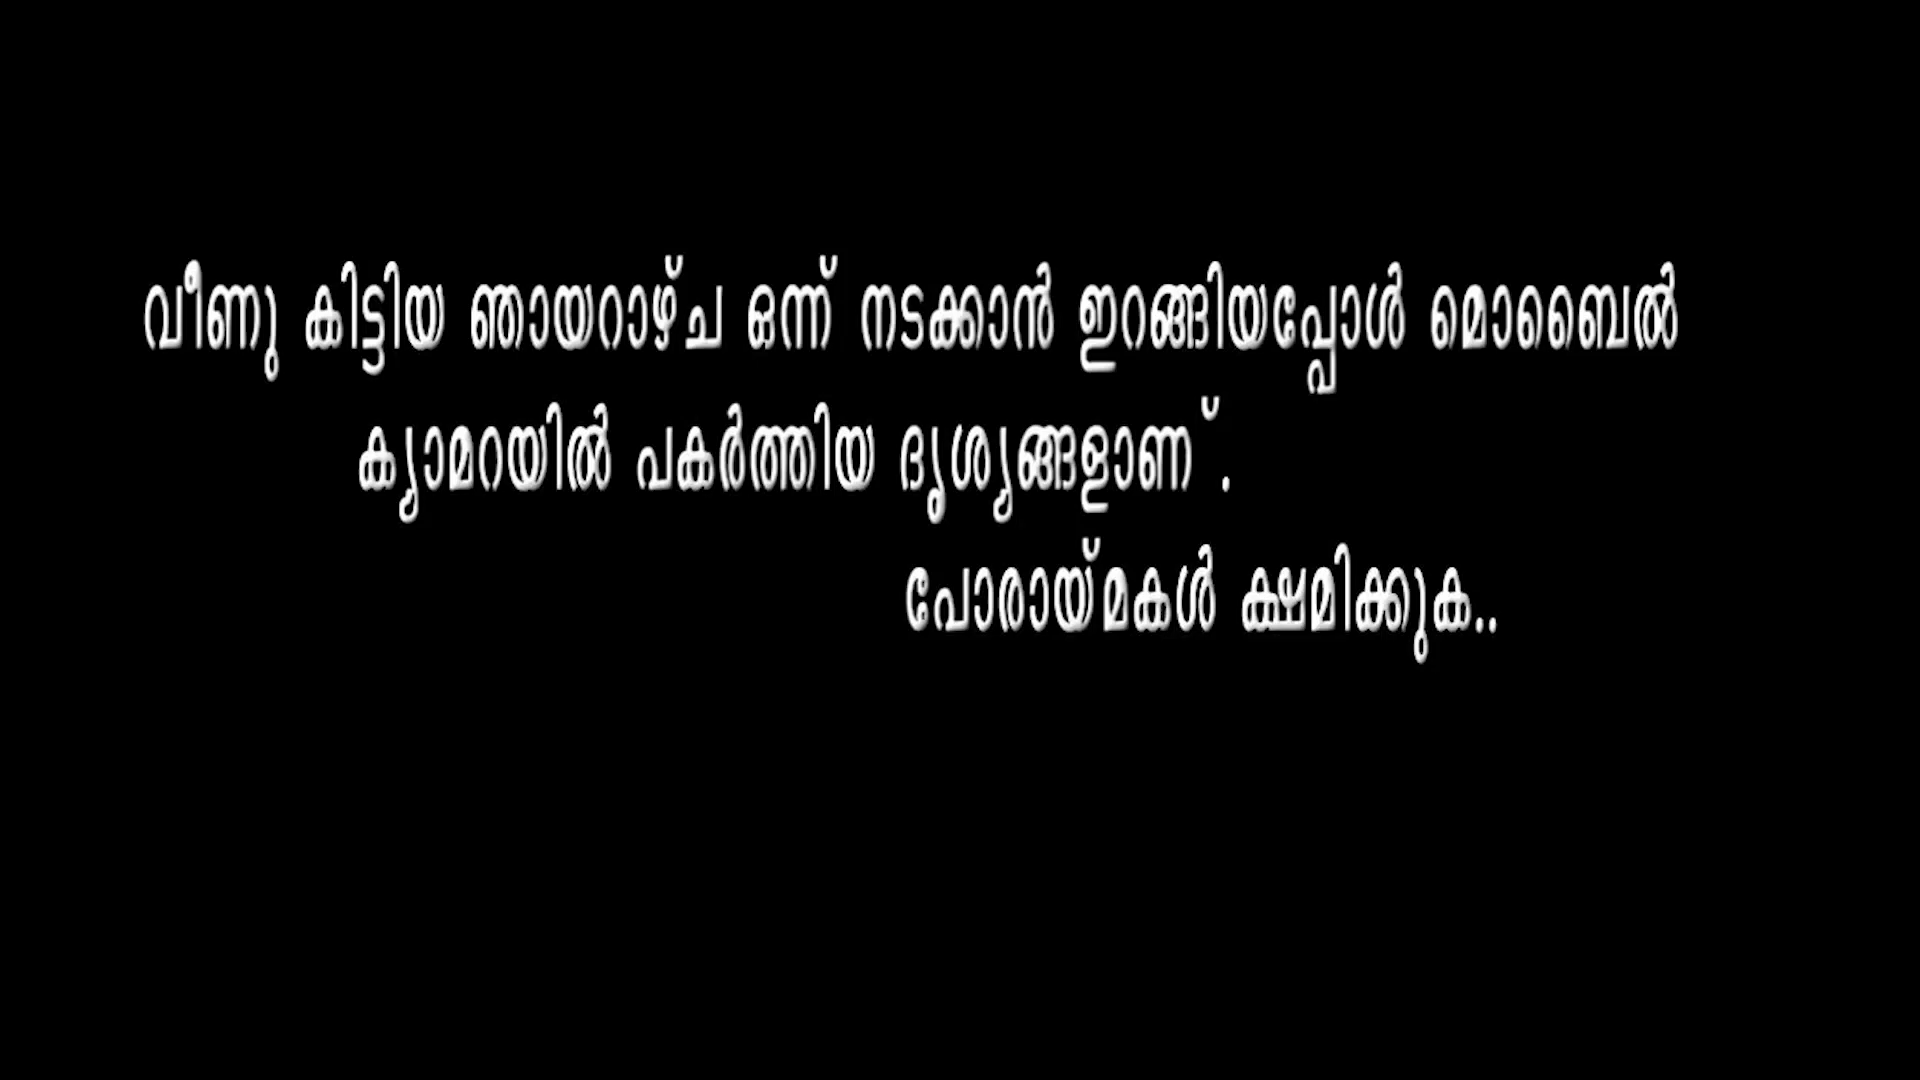 വീണു കിട്ടിയ ഞായറാഴ്ച ഒന്ന് നടക്കാൻ ഇറങ്ങിയപ്പോൾ മൊബൈൽ
ക്യാമറയിൽ പകർത്തിയ ദൃശ്യങ്ങളാണ്.
പോരായ്മകൾ ക്ഷമിക്കുക..